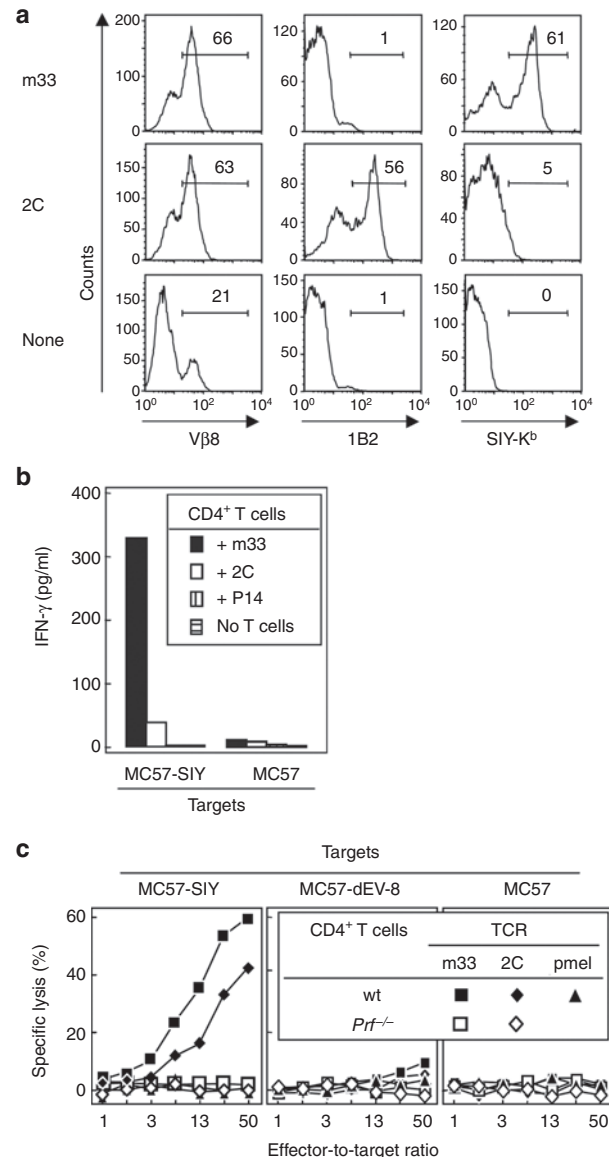 a
m33
2C
None
Counts
200
100
0
66
120
90
60
30
0
1
120
90
60
30
0
61
150
100
50
0
63
80
40
0
56
80
40
0
5
150
100
50
0
21
150
100
50
0
1
150
100
50
0
0
10⁰ 10² 10⁴
10⁰ 10² 10⁴
10⁰ 10² 10⁴
Vβ8
1B2
SIY-Kᵇ
b
IFN-γ (pg/ml)
400
300
200
100
0
CD4⁺ T cells
+ m33
+ 2C
+ P14
No T cells
MC57-SIY MC57
Targets
c
Targets
MC57-SIY MC57-dEV-8 MC57
Specific lysis (%)
60
40
20
0
CD4⁺ T cells TCR
m33 2C pmel
wt
Prf⁻/⁻
1 3 13 50
1 3 13 50
1 3 13 50
Effector-to-target ratio